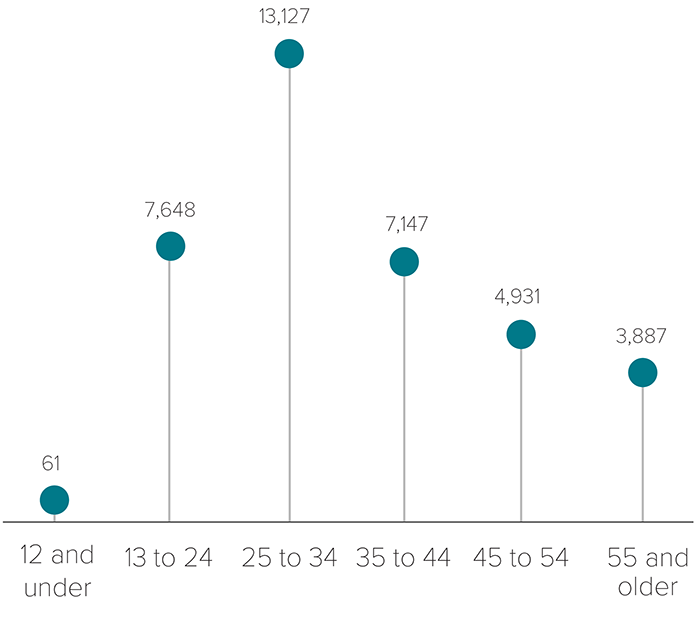 13,127
7,648
7,147
4,931
3,887
61
12 and
under
13 to 24
25 to 34
35 to 44
45 to 54
55 and
older